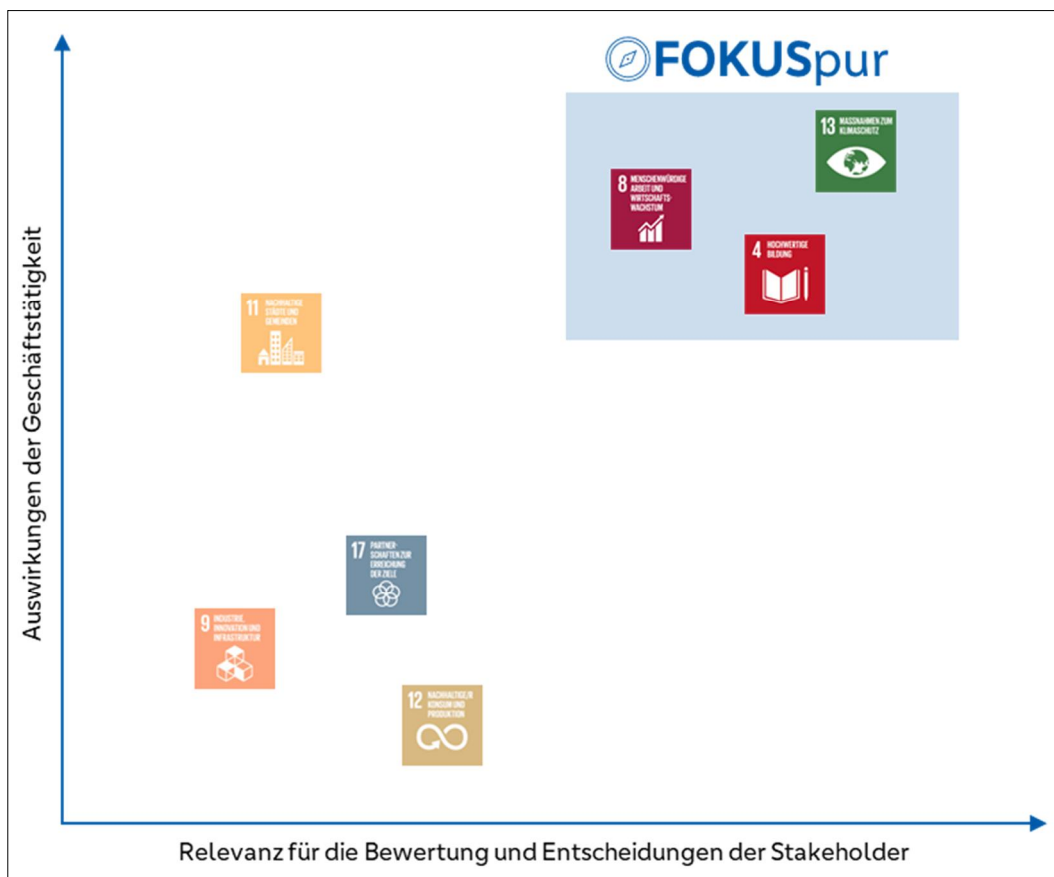 FOKUSpur
13 MASSNAHMEN ZUM
KLIMASCHUTZ
8 MENSCHENWÜRDIGE
ARBEIT UND
WIRTSCHAFTS-
WACHSTUM
4 HOCHWERTIGE
BILDUNG
11 NACHHALTIGE
STÄDTE UND
GEMEINDEN
17 PARTNER-
SCHAFTEN ZUR
ERREICHUNG
DER ZIELE
9 INDUSTRIE,
INNOVATION UND
INFRASTRUKTUR
12 NACHHALTIGE/R
KONSUM UND
PRODUKTION
Auswirkungen der Geschäftstätigkeit
Relevanz für die Bewertung und Entscheidungen der Stakeholder